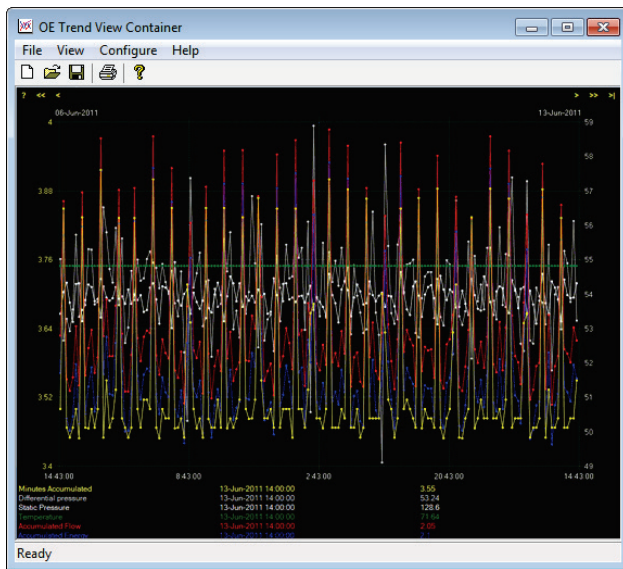 OE Trend View Container
File View Configure Help
? << < > >> >|
06-Jun-2011 13-Jun-2011
4 59
58
3.88 57
56
3.76 55
54
3.64 53
52
3.52 51
50
3.4 49
14:43:00 8:43:00 2:43:00 20:43:00 14:43:00
Minutes Accumulated 13-Jun-2011 14:00:00 3.55
Differential pressure 13-Jun-2011 14:00:00 53.24
Static Pressure 13-Jun-2011 14:00:00 128.6
Temperature 13-Jun-2011 14:00:00 71.64
Accumulated Flow 13-Jun-2011 14:00:00 2.05
Accumulated Energy 13-Jun-2011 14:00:00 2.1
Ready